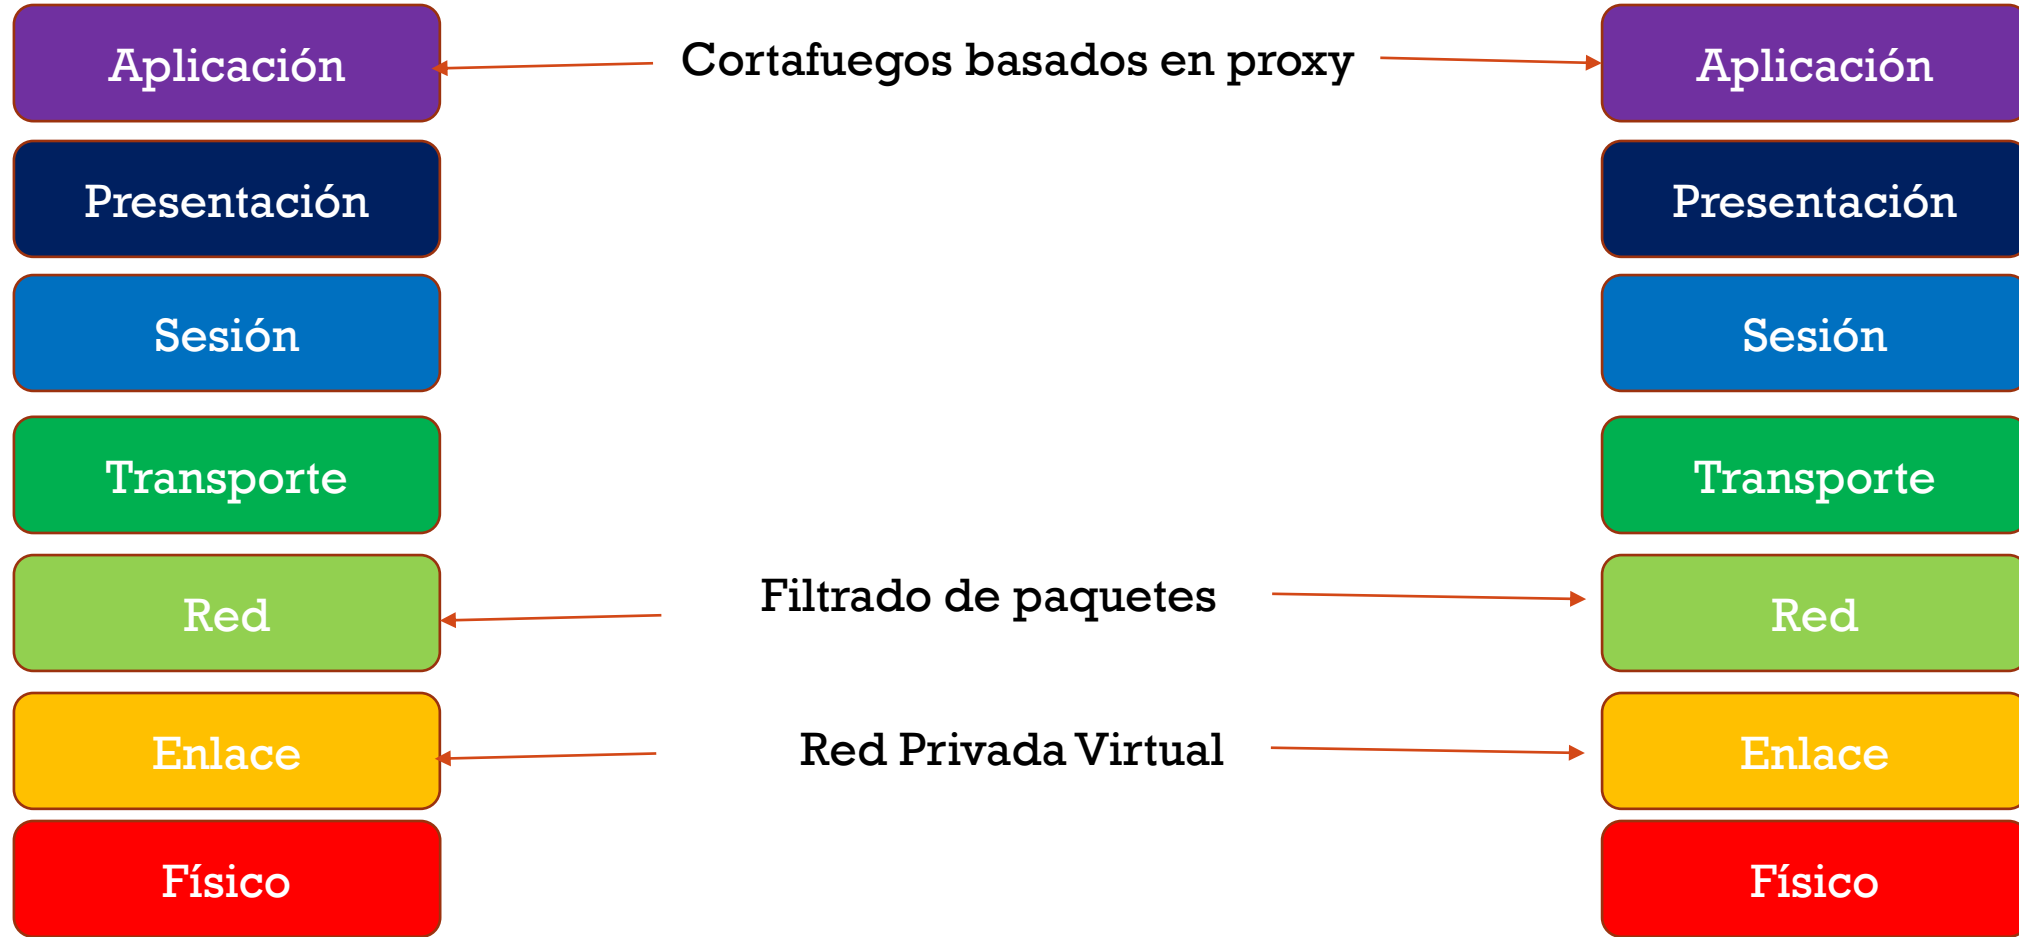 Aplicación
Cortafuegos basados en proxy
Aplicación
Presentación
Presentación
Sesión
Sesión
Transporte
Transporte
Red
Filtrado de paquetes
Red
Enlace
Red Privada Virtual
Enlace
Físico
Físico